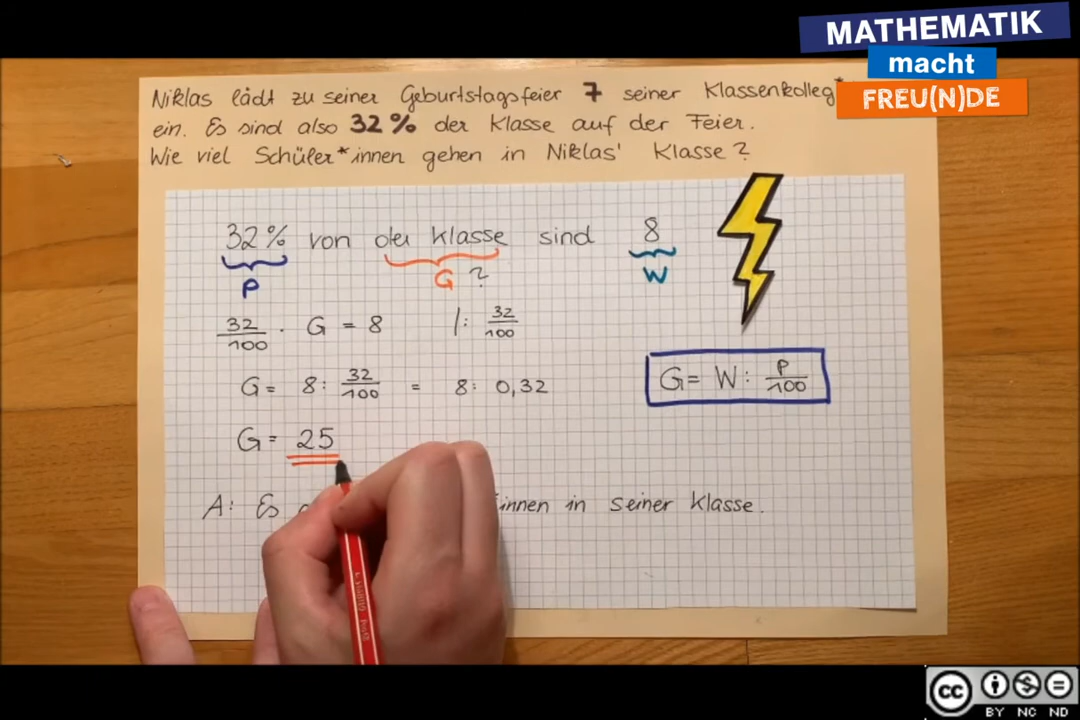 MATHEMATIK
macht
FREU(N)DE
Niklas lädt zu seiner Geburtstagsfeier 7 seiner Klassenkolleg*
ein. Es sind also 32% der Klasse auf der Feier.
Wie viel Schüler*innen gehen in Niklas' Klasse?
32% von der Klasse sind 8
P G? W
32/100 · G = 8 |: 32/100
G = W: P/100
G = 8: 32/100 = 8: 0,32
G = 25
A: Es *innen in seiner Klasse.
CC BY NC ND